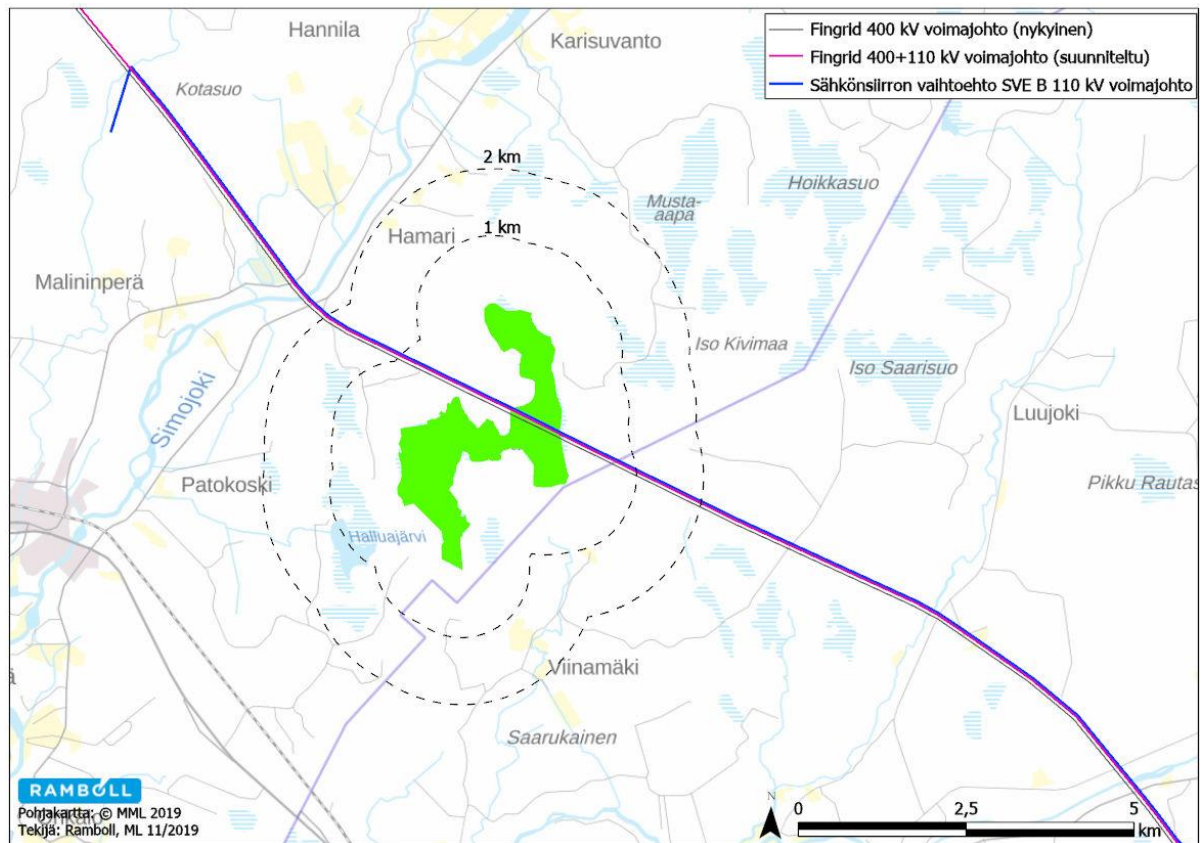 Fingrid 400 kV voimajohto (nykyinen)
Fingrid 400+110 kV voimajohto (suunniteltu)
Sähkönsiirron vaihtoehto SVE B 110 kV voimajohto
Hannila
Karisuvanto
Kotasuo
2 km
Hoikkasuo
Musta-
aapa
1 km
Hamari
Malininperä
Iso Kivimaa
Iso Saarisuo
Simojoki
Luujoki
Patokoski
Pikku Rautas
Halluajärvi
Viinamäki
Saarukainen
RAMBOLL
Pohjakartta: © MML 2019
Tekijä: Ramboll, ML 11/2019
N
0
2,5
5
km